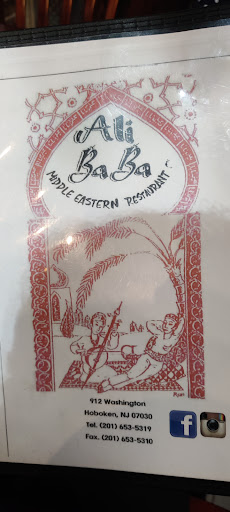 Ali
BaBa
MIDDLE EASTERN RESTAURANT
912 Washington
Hoboken, NJ 07030
Tel. (201) 653-5319
Fax. (201) 653-5310
f